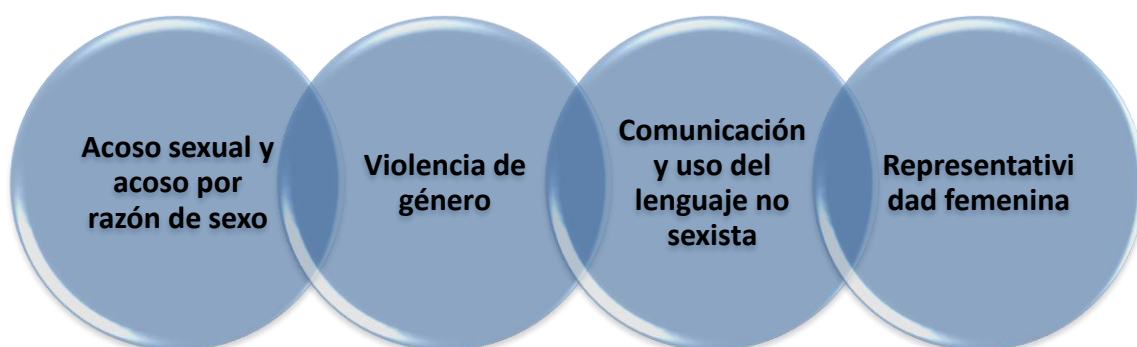 Acoso sexual y
acoso por
razón de sexo
Violencia de
género
Comunicación
y uso del
lenguaje no
sexista
Representativi
dad femenina